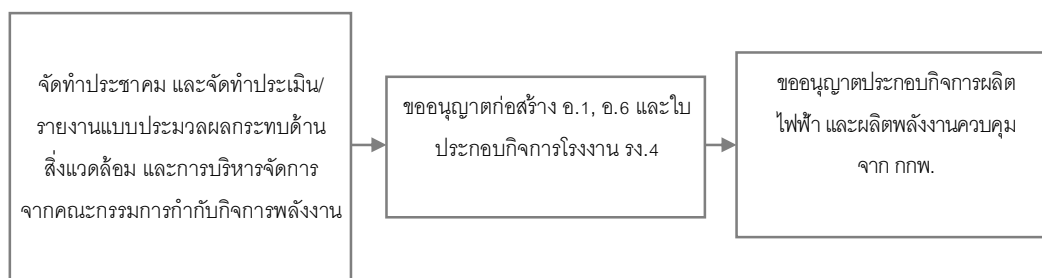 จัดทำประชาคม และจัดทำประเมิน/
รายงานแบบประมวลผลกระทบด้าน
สิ่งแวดล้อม และการบริหารจัดการ
จากคณะกรรมการกำกับกิจการพลังงาน
ขออนุญาตก่อสร้าง อ.1, อ.6 และใบ
ประกอบกิจการโรงงาน รง.4
ขออนุญาตประกอบกิจการผลิต
ไฟฟ้า และผลิตพลังงานควบคุม
จาก กกพ.